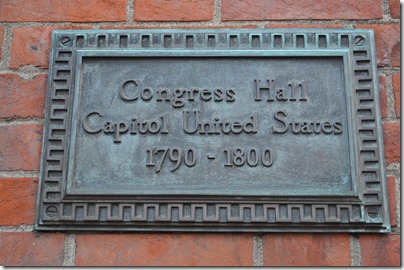 Congress Hall
Capitol United States
1790 - 1800